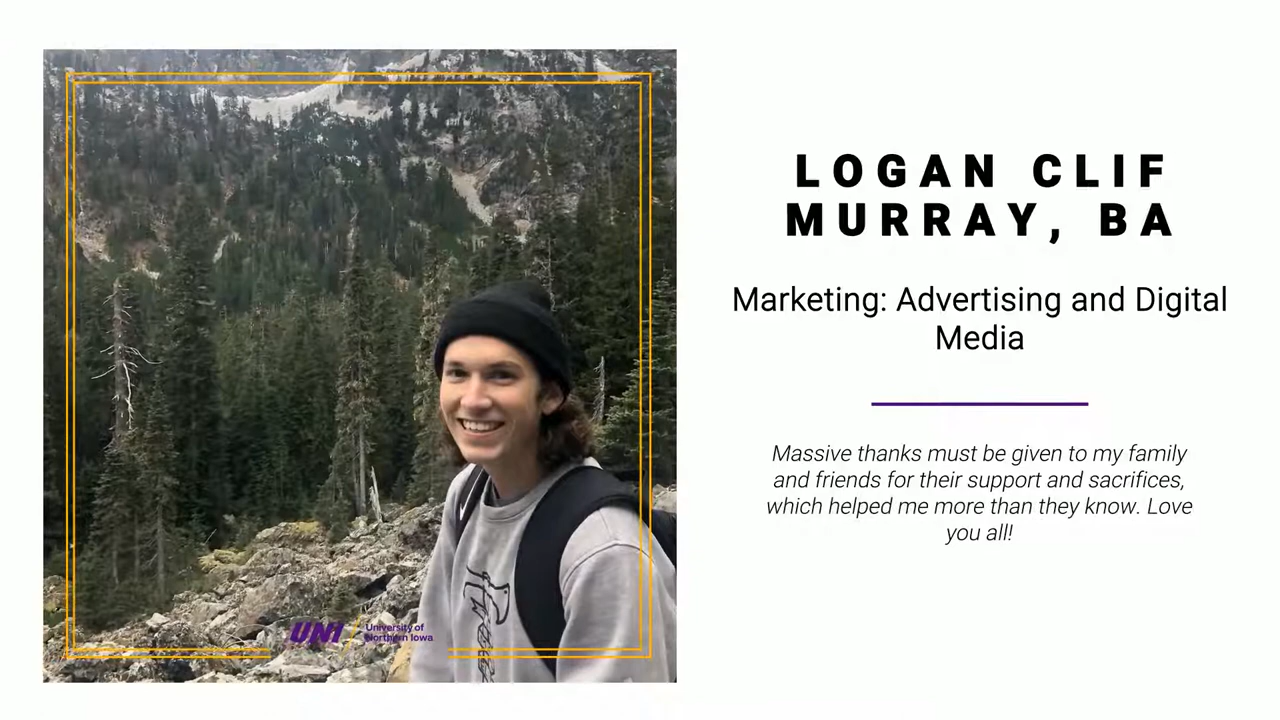 LOGAN CLIF
MURRAY, BA
Marketing: Advertising and Digital
Media
Massive thanks must be given to my family
and friends for their support and sacrifices,
which helped me more than they know. Love
you all!
UNI
University of
Northern Iowa